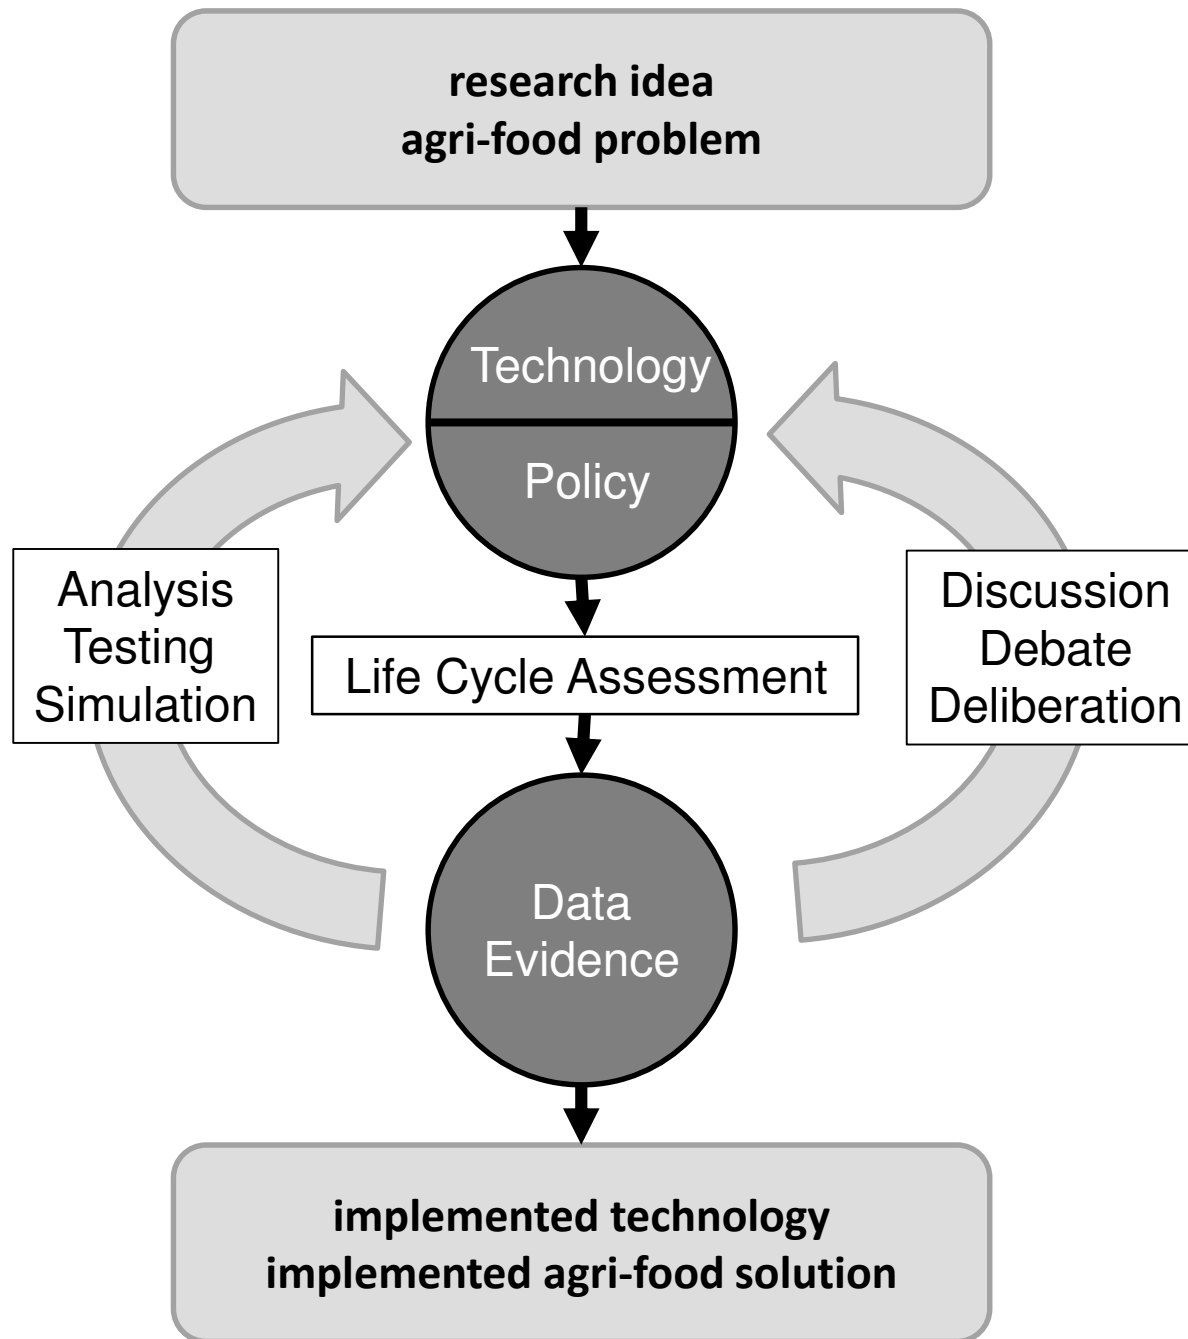 research idea
agri-food problem
Technology
Policy
Analysis
Testing
Simulation
Life Cycle Assessment
Discussion
Debate
Deliberation
Data
Evidence
implemented technology
implemented agri-food solution